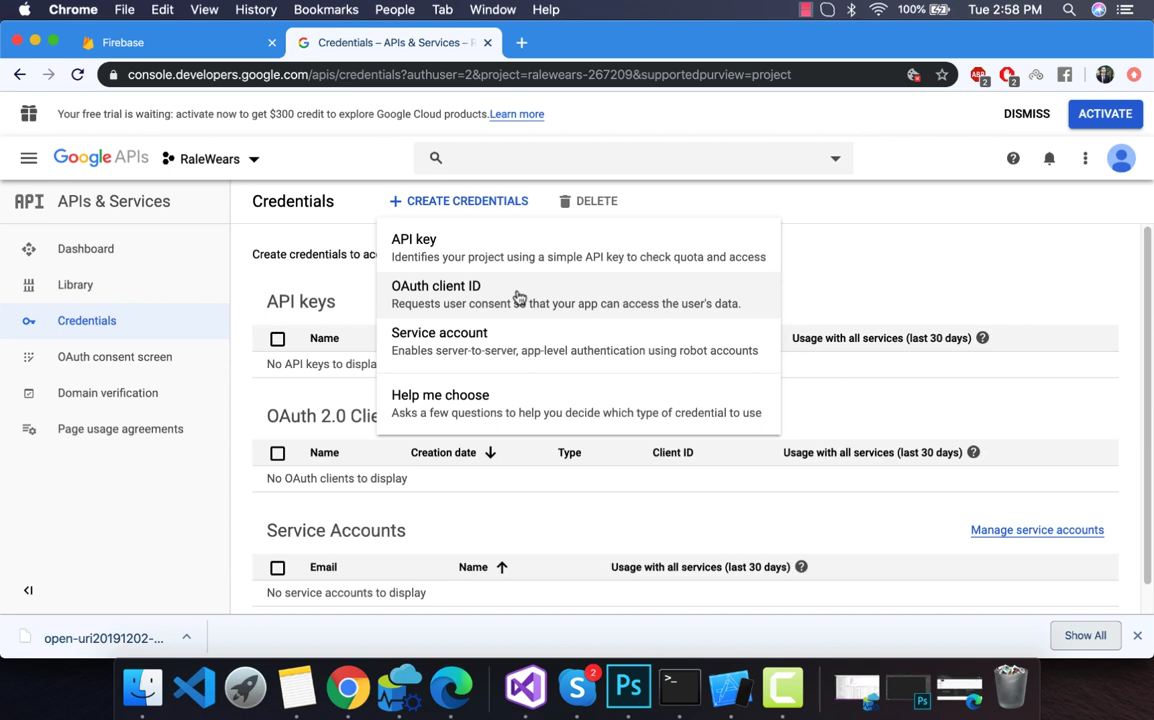 Chrome File Edit View History Bookmarks People Tab Window Help 100% Tue 2:58 PM
Firebase Credentials – APIs & Services –
console.developers.google.com/apis/credentials?authuser=2&project=ralewears-267209&supportedpurview=project
ABP 2 2
Your free trial is waiting: activate now to get $300 credit to explore Google Cloud products. Learn more DISMISS ACTIVATE
Google APIs RaleWears
API APIs & Services Credentials + CREATE CREDENTIALS DELETE
Dashboard
Library
Credentials
OAuth consent screen
Domain verification
Page usage agreements
Create credentials to
API key
Identifies your project using a simple API key to check quota and access
OAuth client ID
Requests user consent so that your app can access the user's data.
Service account
Enables server-to-server, app-level authentication using robot accounts
Help me choose
Asks a few questions to help you decide which type of credential to use
API keys
Name Usage with all services (last 30 days)
No API keys to displa
OAuth 2.0 Clie
Name Creation date Type Client ID Usage with all services (last 30 days)
No OAuth clients to display
Service Accounts Manage service accounts
Email Name Usage with all services (last 30 days)
No service accounts to display
open-uri20191202-... Show All
2
Ps